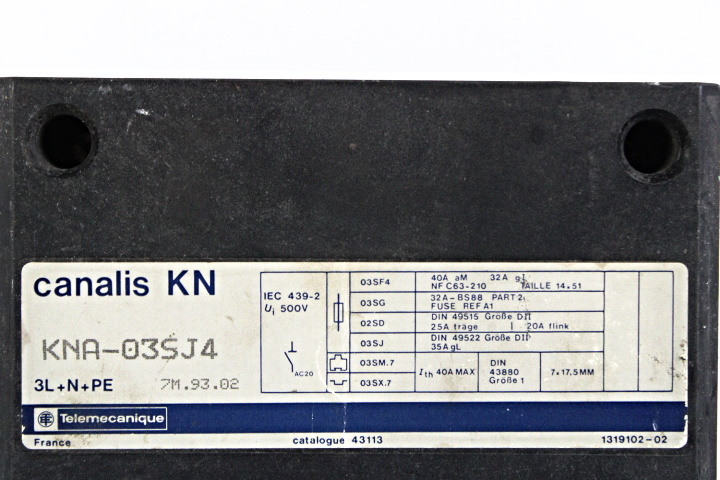 canalis KN
KNA-03SJ4
3L+N+PE 7M.93.02
IEC 439-2
Ui 500V
AC20
03SF4 40A aM 32A gI
NF C63-210 TAILLE 14.51
03SG 32A-BS88 PART2
FUSE REF A1
02SD DIN 49515 Größe DII
25A träge 20A flink
03SJ DIN 49522 Größe DII
35A gL
03SM.7
03SX.7
Ith 40A MAX
DIN
43880
Größe 1
7x17,5MM
Telemecanique
France catalogue 43113 1319102-02